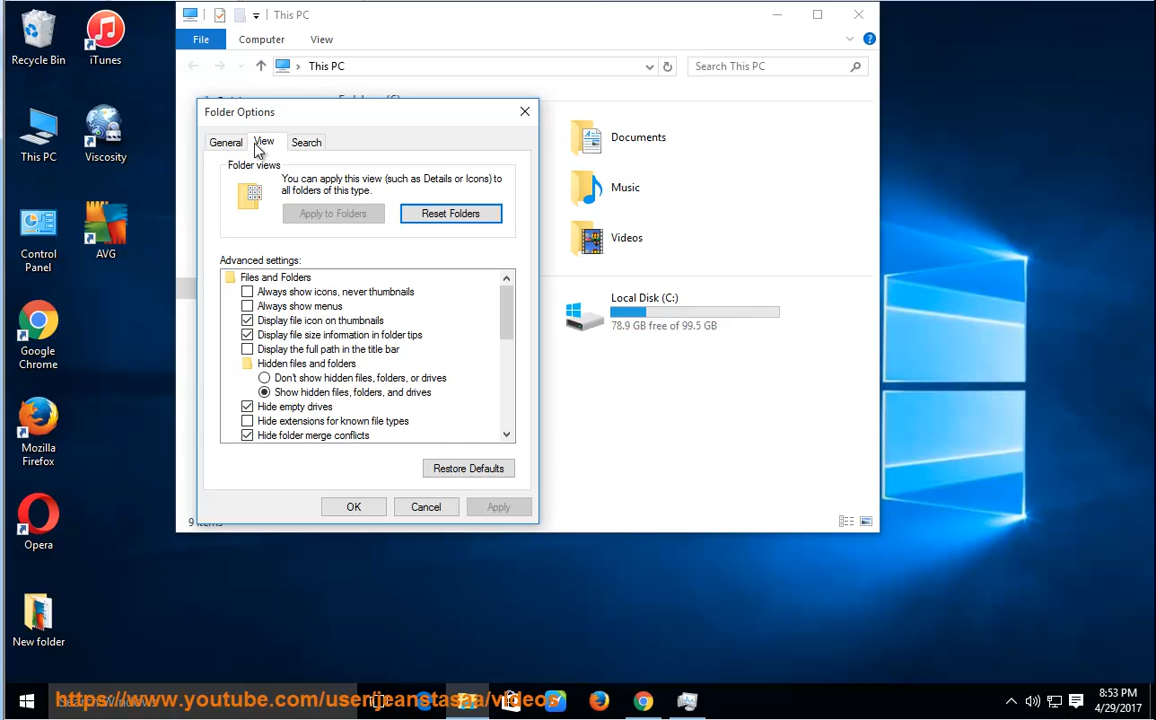 This PC
File
Computer
View
This PC
Search This PC
Recycle Bin
iTunes
This PC
Viscosity
Control Panel
AVG
Google Chrome
Mozilla Firefox
Opera
New folder
Folder Options
General
View
Search
Folder views
You can apply this view (such as Details or Icons) to
all folders of this type.
Apply to Folders
Reset Folders
Advanced settings:
Files and Folders
Always show icons, never thumbnails
Always show menus
Display file icon on thumbnails
Display file size information in folder tips
Display the full path in the title bar
Hidden files and folders
Don't show hidden files, folders, or drives
Show hidden files, folders, and drives
Hide empty drives
Hide extensions for known file types
Hide folder merge conflicts
Restore Defaults
OK
Cancel
Apply
Documents
Music
Videos
Local Disk (C:)
78.9 GB free of 99.5 GB
9 items
https://www.youtube.com/user/jeanstasaa/videos
8:53 PM
4/29/2017